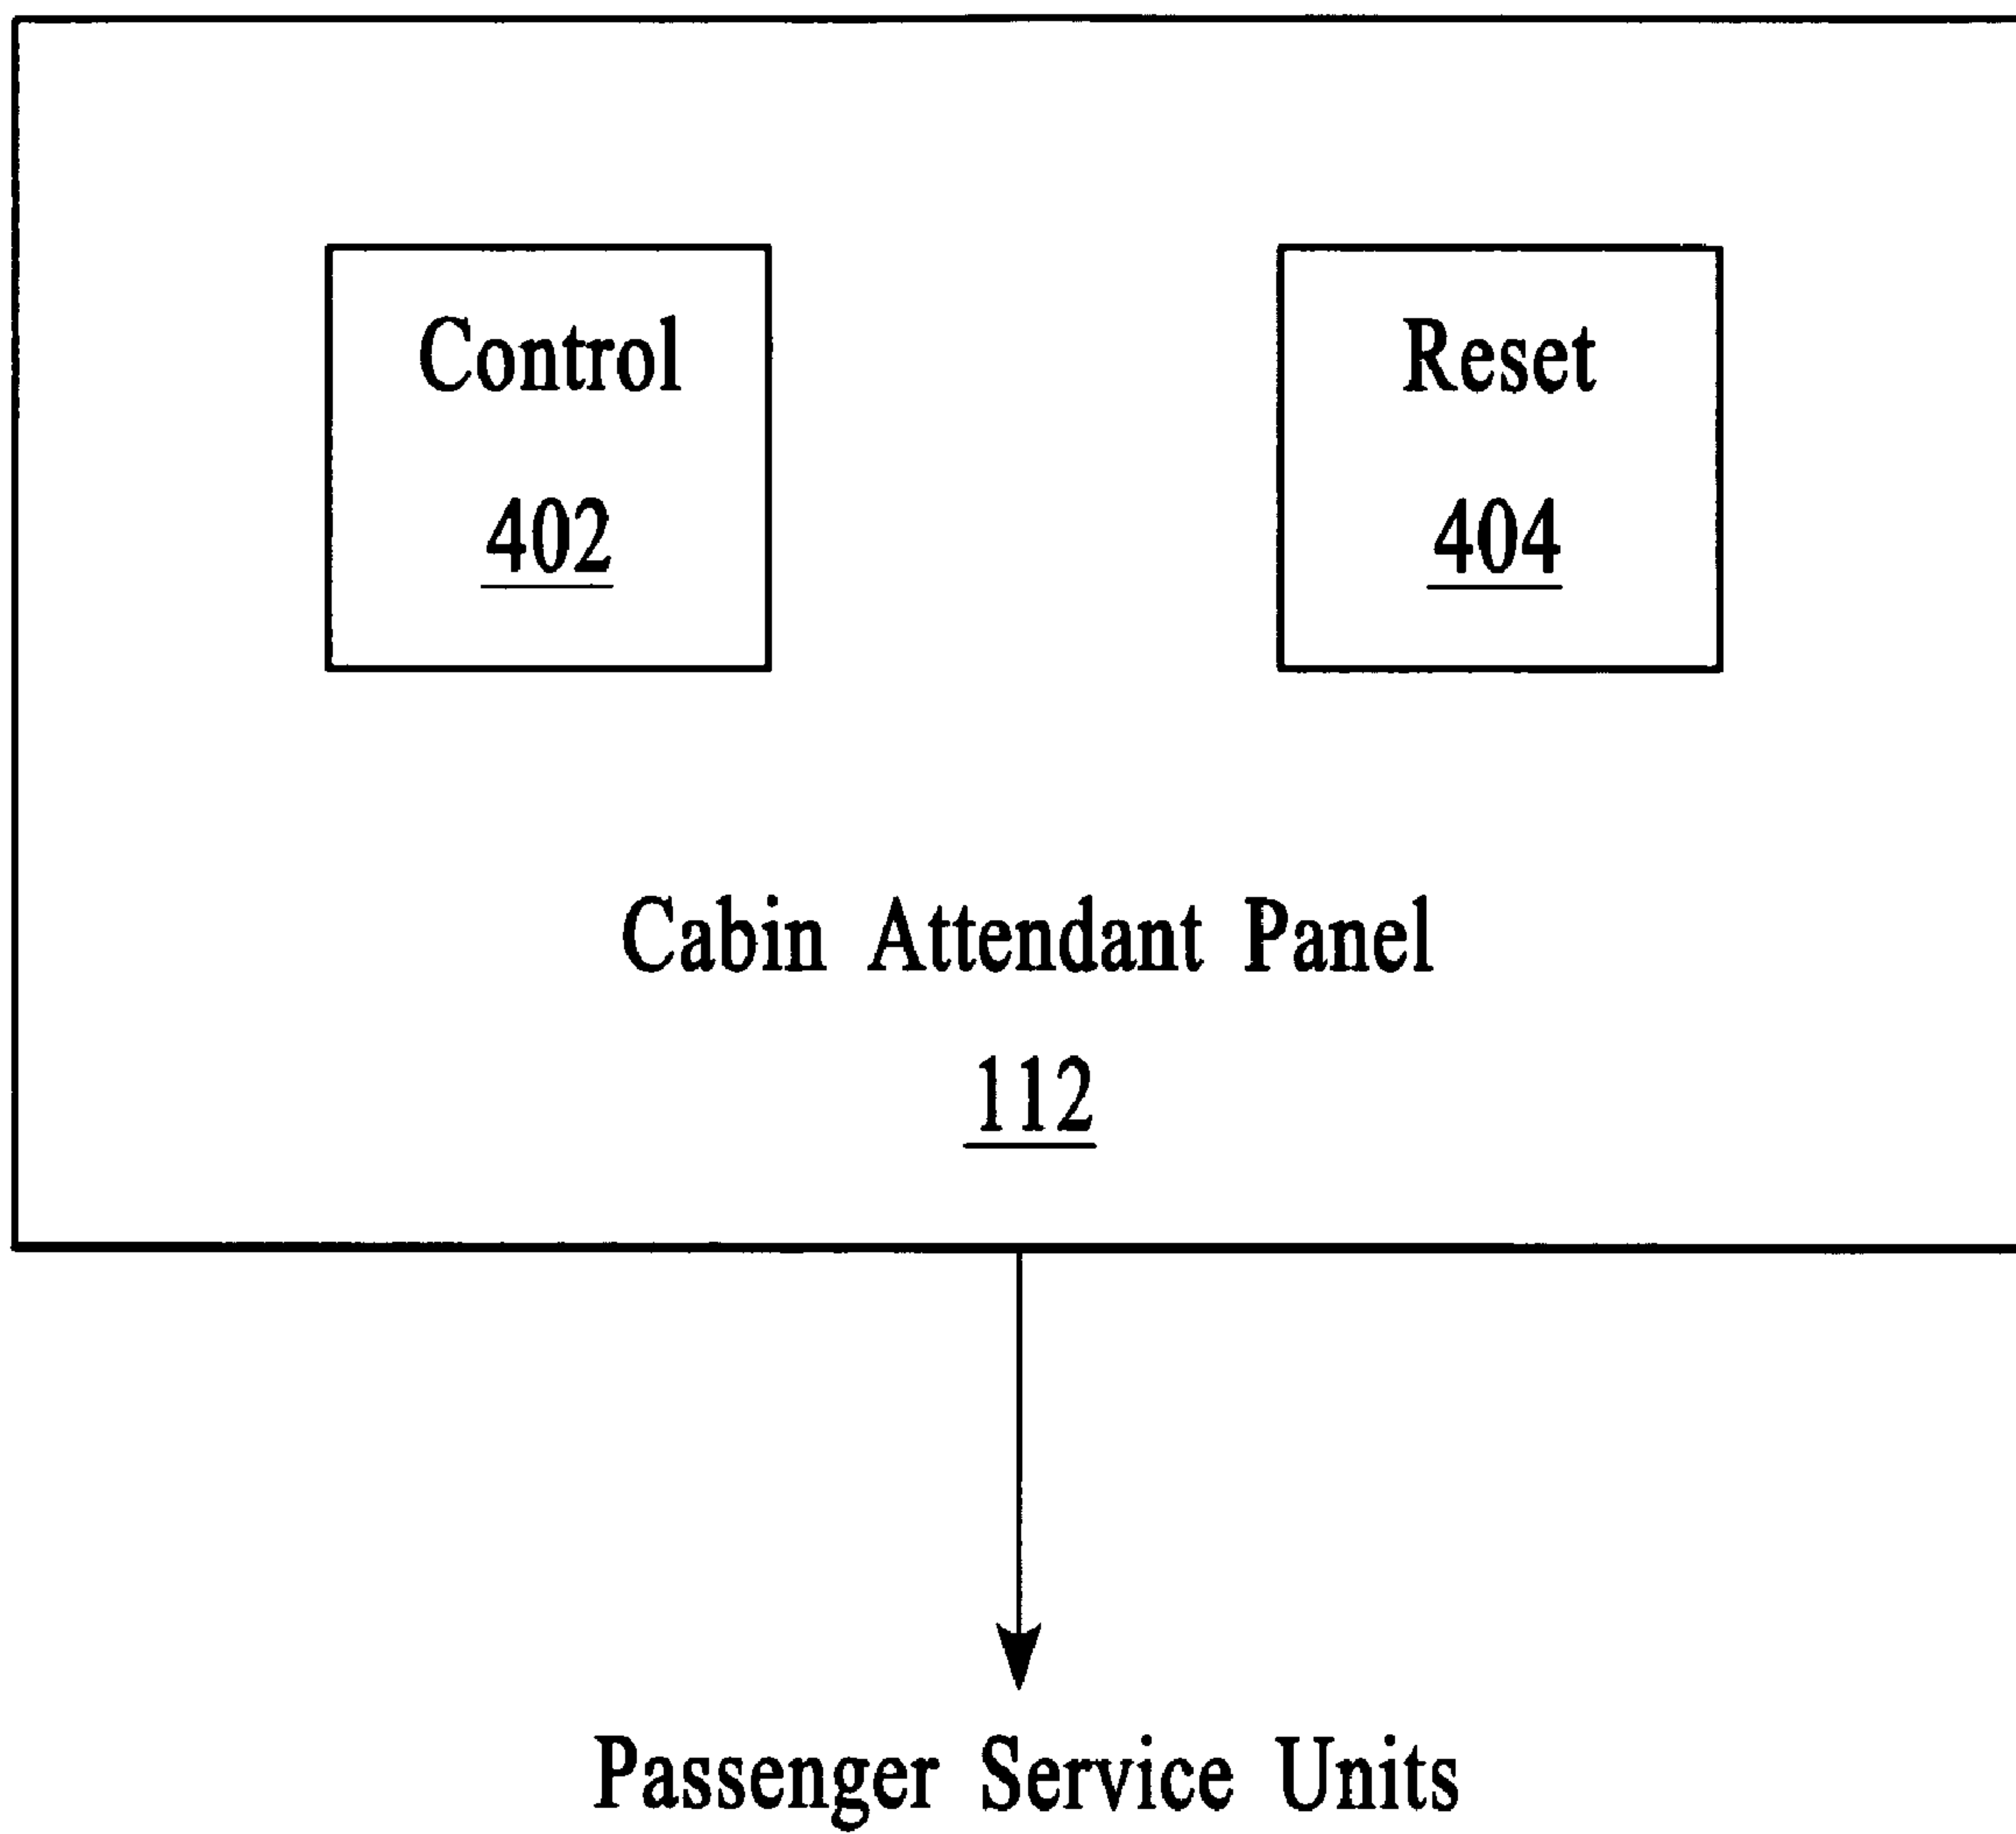 Control
402
Reset
404
Cabin Attendant Panel
112
Passenger Service Units